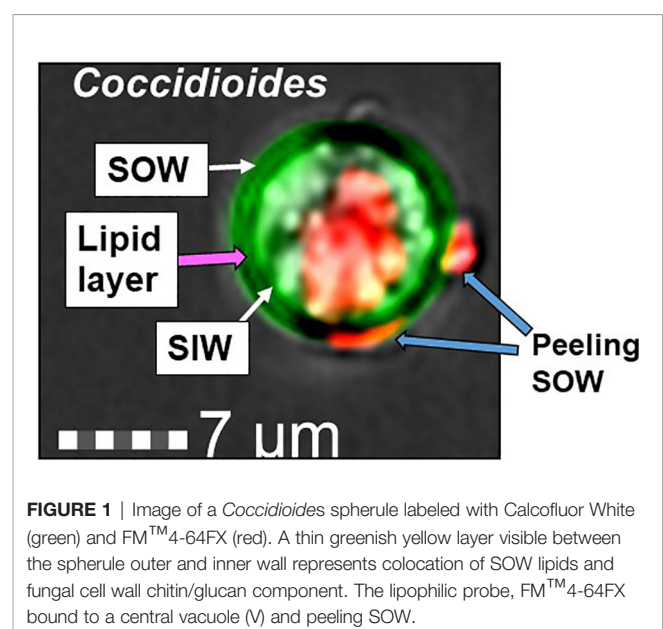 Coccidioides
SOW
Lipid
layer
SIW
Peeling
SOW
7 µm
FIGURE 1 | Image of a Coccidioides spherule labeled with Calcofluor White
(green) and FM™4-64FX (red). A thin greenish yellow layer visible between
the spherule outer and inner wall represents colocation of SOW lipids and
fungal cell wall chitin/glucan component. The lipophilic probe, FM™4-64FX
bound to a central vacuole (V) and peeling SOW.